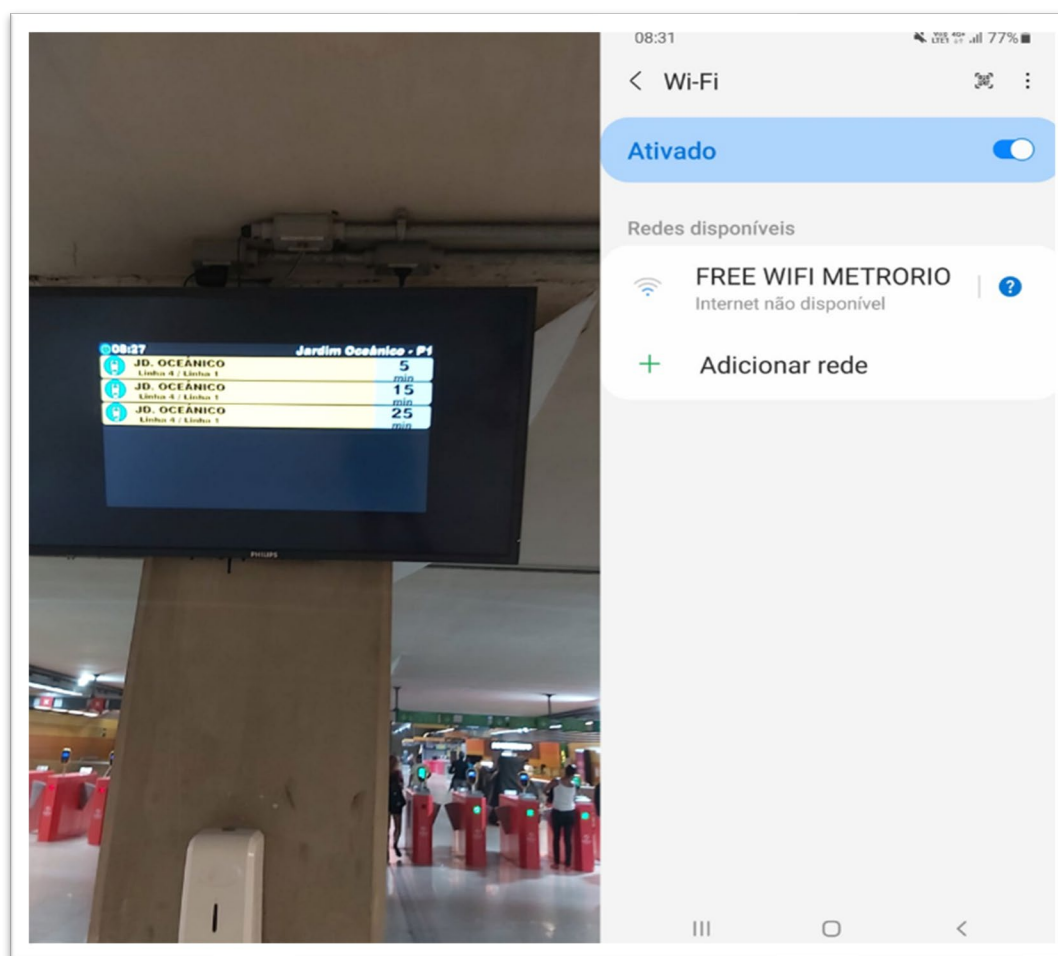 08:27 Jardim Oceânico - P1
JD. OCEÂNICO 5
Linha 4 / Linha 1 min
JD. OCEÂNICO 15
Linha 4 / Linha 1 min
JD. OCEÂNICO 25
Linha 4 / Linha 1 min
PHILIPS
08:31 77%
Wi-Fi
Ativado
Redes disponíveis
FREE WIFI METRORIO
Internet não disponível
Adicionar rede